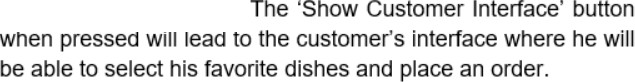 The ‘Show Customer Interface’ button
when pressed will lead to the customer’s interface where he will
be able to select his favorite dishes and place an order.